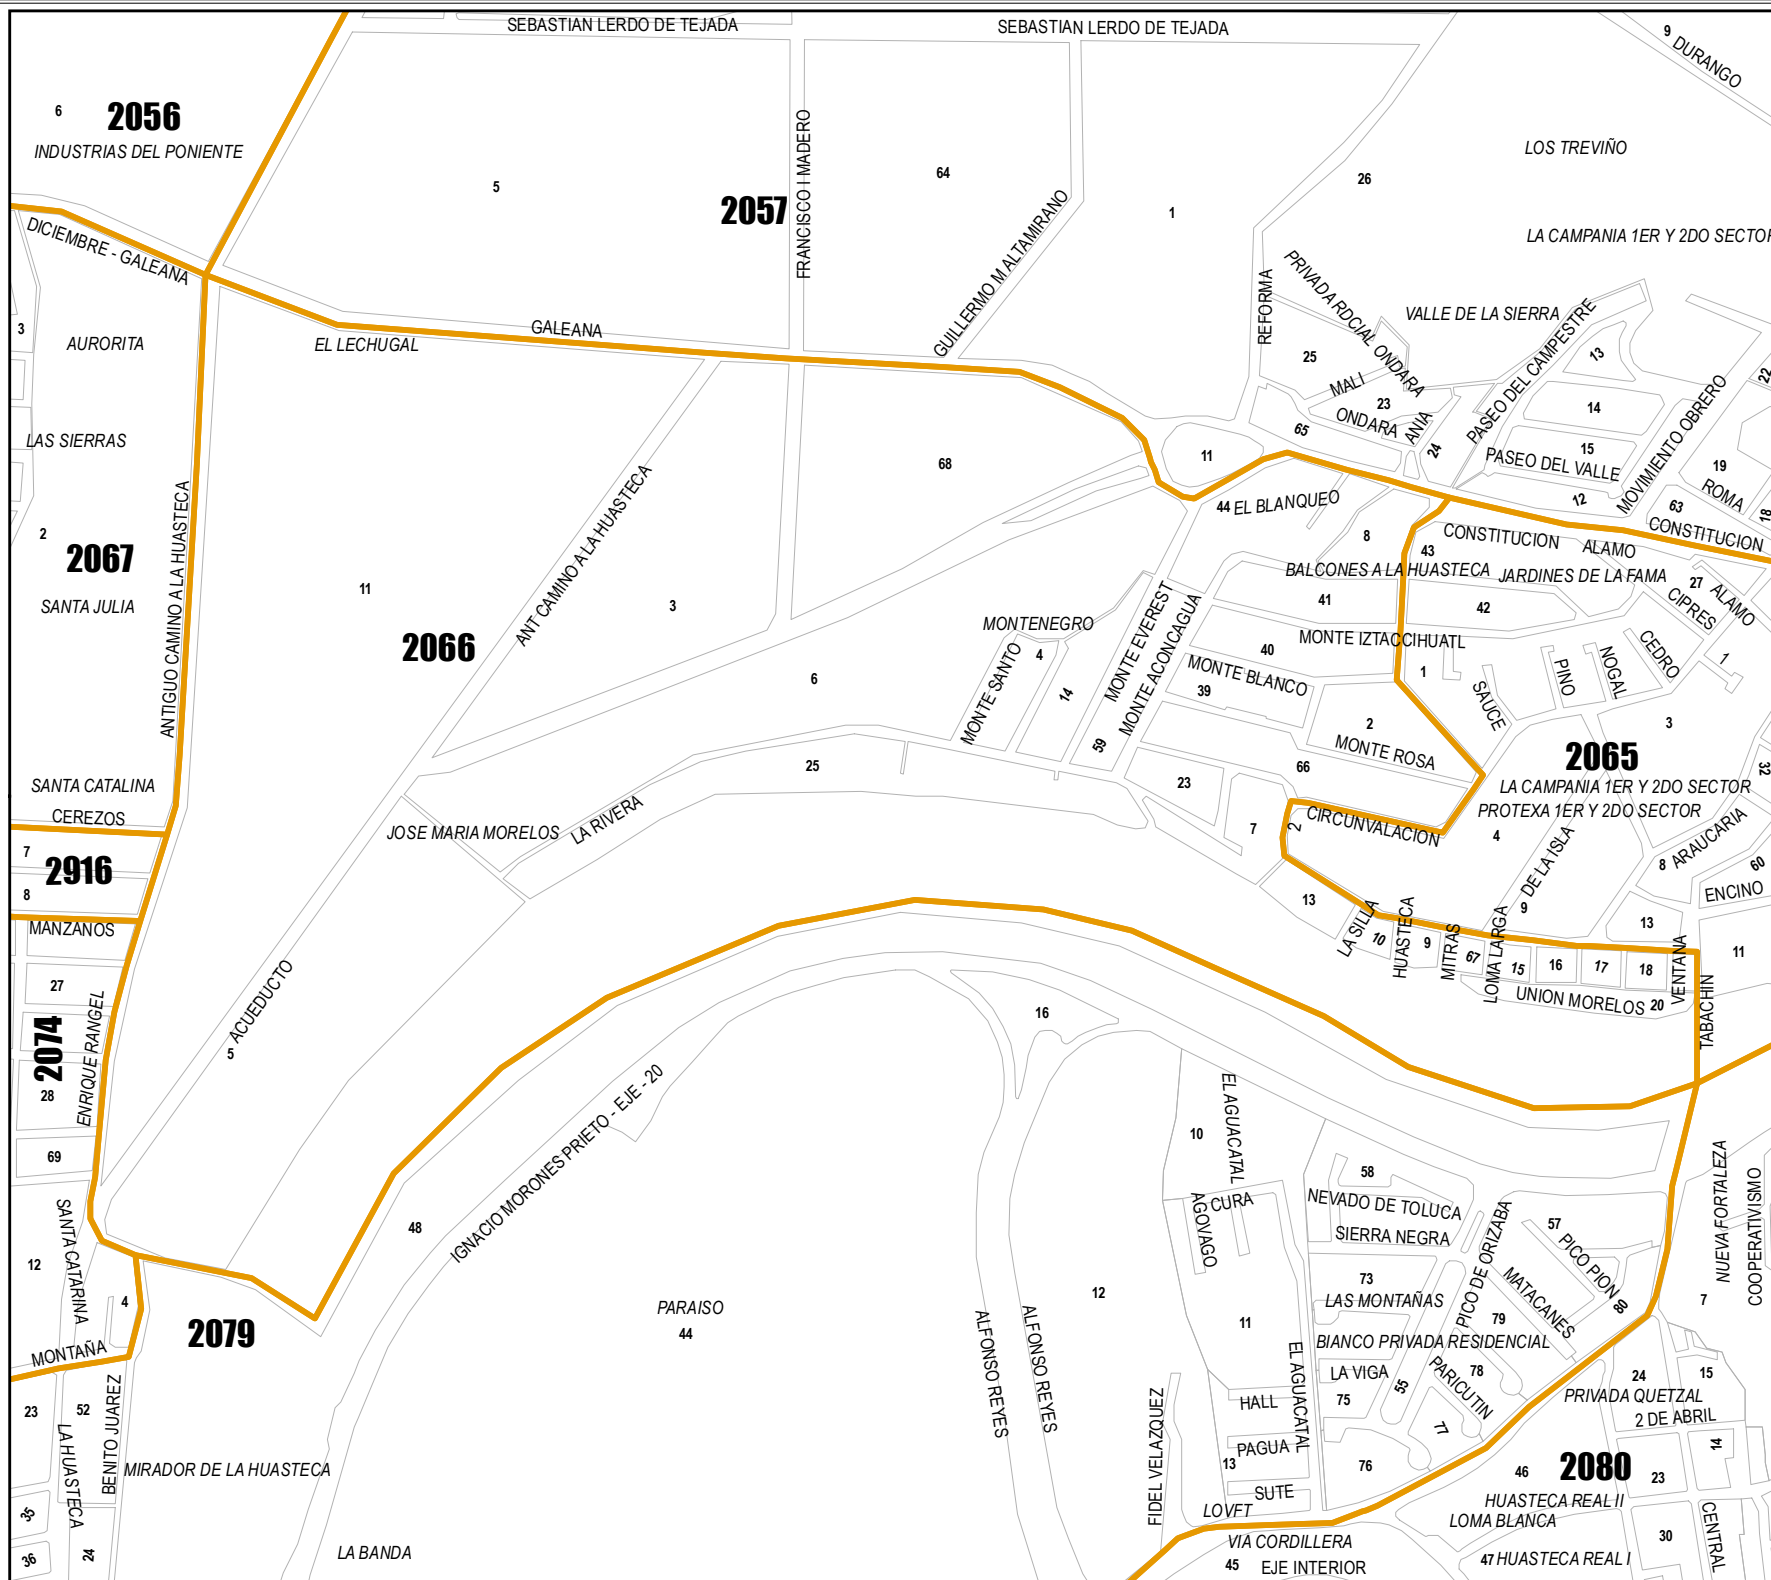 SEBASTIAN LERDO DE TEJADA
SEBASTIAN LERDO DE TEJADA
9
DURANGO
6
2056
INDUSTRIAS DEL PONIENTE
5
FRANCISCO I MADERO
64
2057
GUILLERMO M ALTAMIRANO
1
26
LOS TREVIÑO
LA CAMPANIA 1ER Y 2DO SECTOR
DICIEMBRE - GALEANA
3
AURORITA
EL LECHUGAL
GALEANA
REFORMA
PRIVADA RDCIAL ONDARA
VALLE DE LA SIERRA
PASEO DEL CAMPESTRE
25
MALI
23
ONDARA
ANIA
24
65
13
14
15
PASEO DEL VALLE
12
MOVIMIENTO OBRERO
22
19
ROMA
63
18
CONSTITUCION
LAS SIERRAS
2
2067
SANTA JULIA
ANTIGUO CAMINO A LA HUASTECA
11
2066
ANT CAMINO A LA HUASTECA
3
68
11
44
EL BLANQUEO
8
43
CONSTITUCION
ALAMO
BALCONES A LA HUASTECA
JARDINES DE LA FAMA
27
ALAMO
CIPRES
41
42
MONTENEGRO
MONTE IZTACCIHUATL
40
MONTE BLANCO
39
MONTE EVEREST
MONTE ACONCAGUA
MONTE SANTO
4
14
59
6
1
SAUCE
PINO
NOGAL
CEDRO
1
3
2
MONTE ROSA
66
2065
LA CAMPANIA 1ER Y 2DO SECTOR
PROTEXA 1ER Y 2DO SECTOR
32
SANTA CATALINA
CEREZOS
7
2916
8
MANZANOS
JOSE MARIA MORELOS
LA RIVERA
25
23
7
2
CIRCUNVALACION
4
DE LA ISLA
9
8
ARAUCARIA
60
ENCINO
13
13
LA SILLA
10
HUASTECA
9
MITRAS
67
LOMA LARGA
15
16
17
18
VENTANA
11
UNION MORELOS
20
TABACHIN
27
2074
28
ENRIQUE RANGEL
69
ACUEDUCTO
5
16
IGNACIO MORONES PRIETO - EJE - 20
48
10
EL AGUACATAL
CURA
AGOVAGO
58
NEVADO DE TOLUCA
SIERRA NEGRA
PICO DE ORIZABA
57
PICO PION
80
MATACANES
NUEVA FORTALEZA
COOPERATIVISMO
7
12
SANTA CATARINA
4
MONTAÑA
2079
PARAISO
44
ALFONSO REYES
ALFONSO REYES
12
11
EL AGUACATAL
73
LAS MONTAÑAS
79
BIANCO PRIVADA RESIDENCIAL
LA VIGA
75
55
PARICUTIN
78
77
76
23
52
LA HUASTECA
BENITO JUAREZ
MIRADOR DE LA HUASTECA
35
36
24
LA BANDA
FIDEL VELAZQUEZ
HALL
PAGUA
13
SUTE
LOVFT
VIA CORDILLERA
45
EJE INTERIOR
24
15
PRIVADA QUETZAL
2 DE ABRIL
14
46
2080
23
HUASTECA REAL II
LOMA BLANCA
47
HUASTECA REAL I
30
CENTRAL